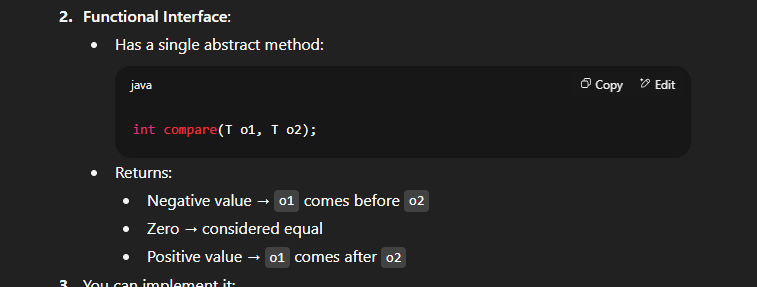 2. Functional Interface:
• Has a single abstract method:
java Copy Edit
int compare(T o1, T o2);
• Returns:
• Negative value → o1 comes before o2
• Zero → considered equal
• Positive value → o1 comes after o2
3. You can implement it: